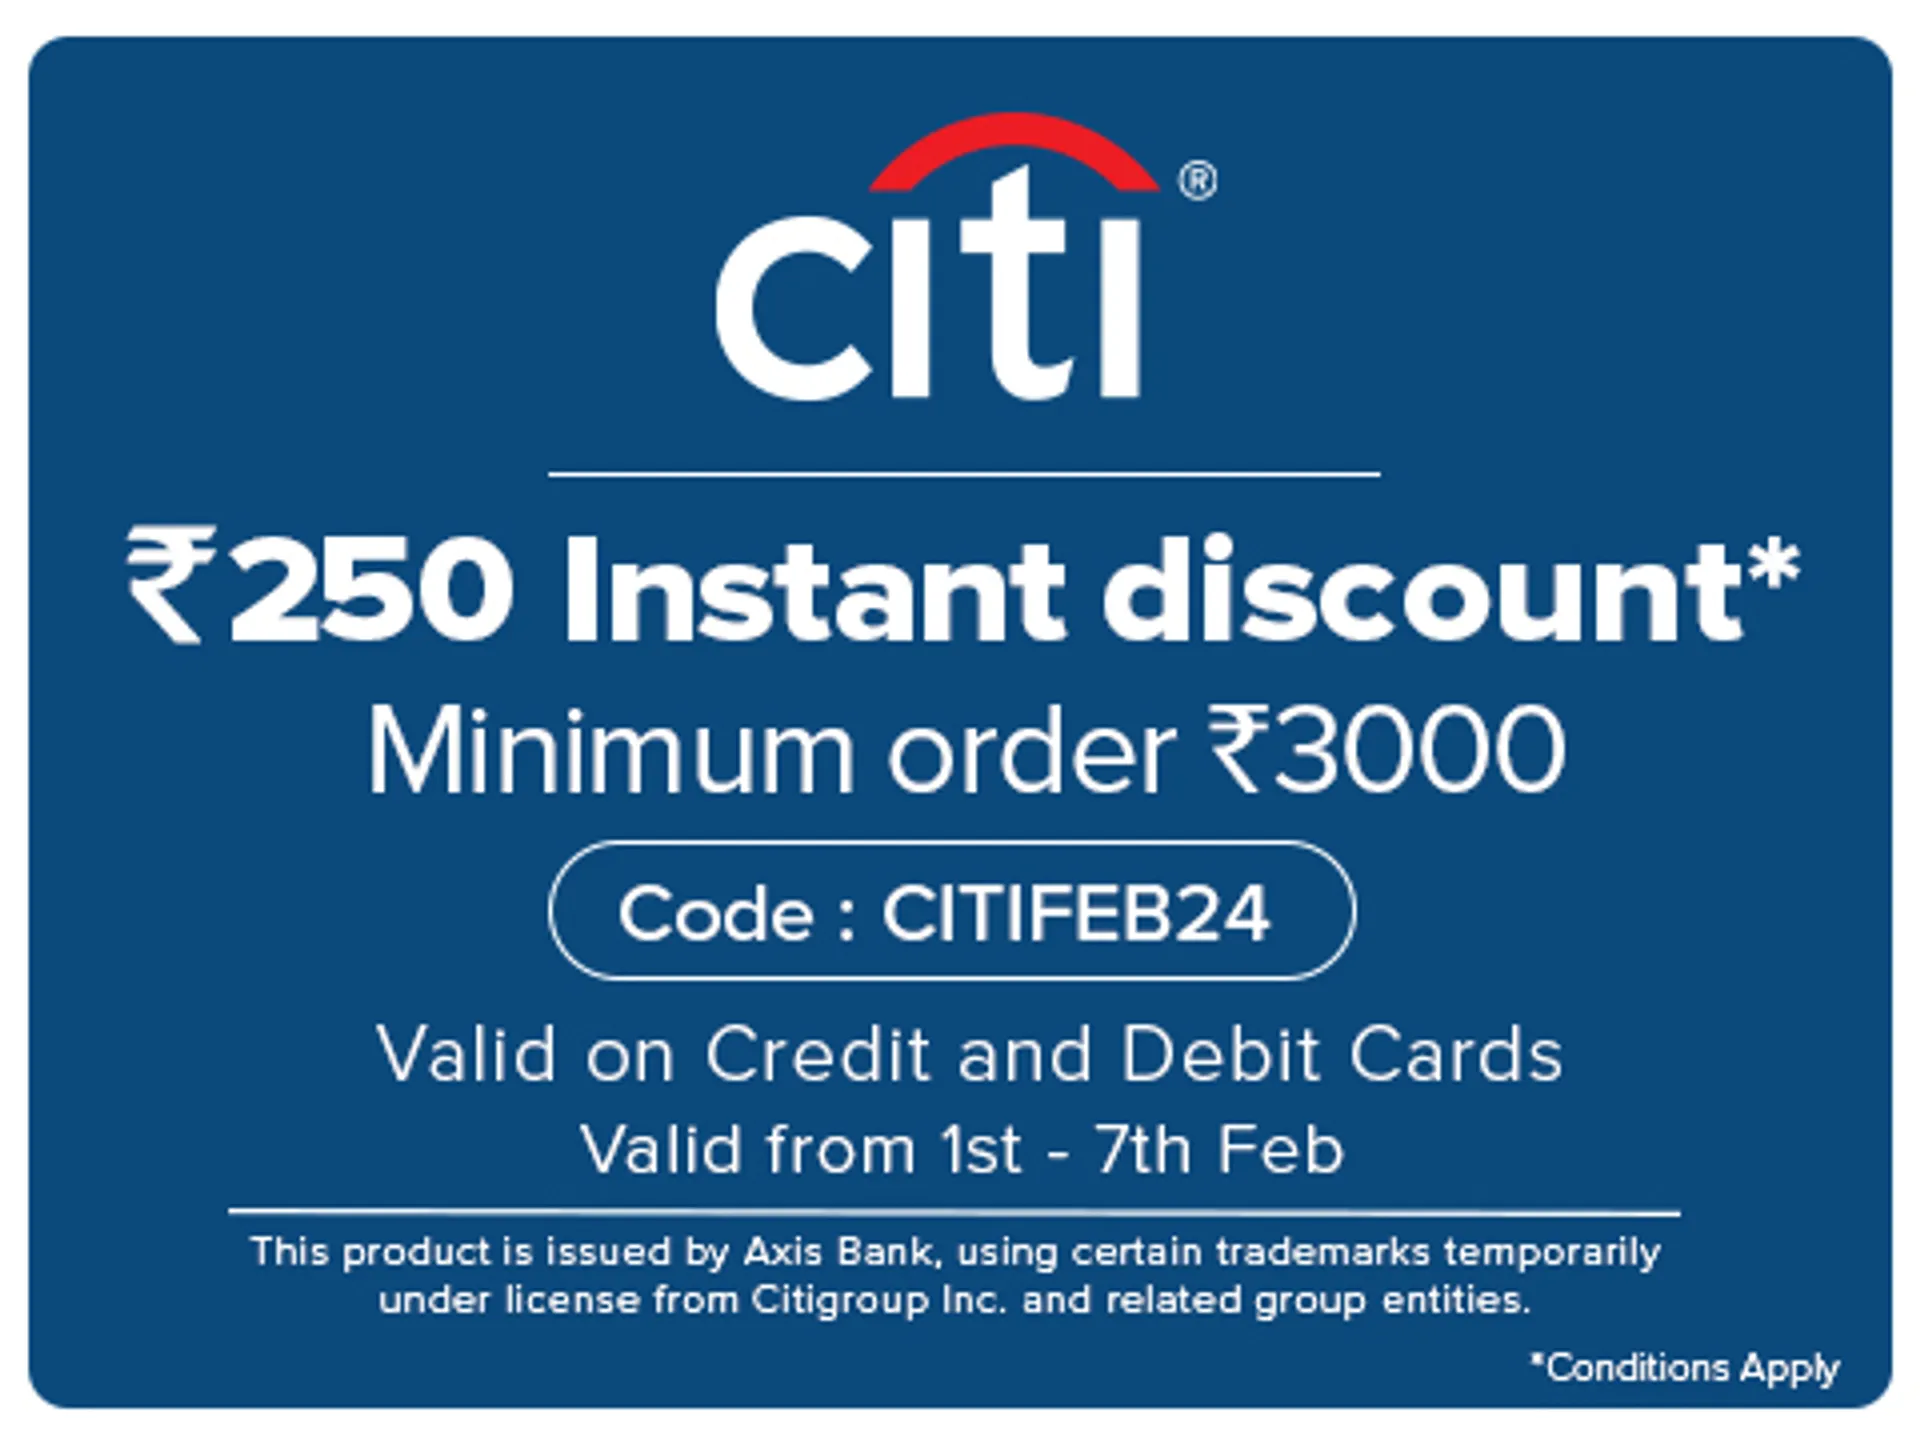 citi®
₹250 Instant discount*
Minimum order ₹3000
Code : CITIFEB24
Valid on Credit and Debit Cards
Valid from 1st - 7th Feb
This product is issued by Axis Bank, using certain trademarks temporarily
under license from Citigroup Inc. and related group entities.
*Conditions Apply